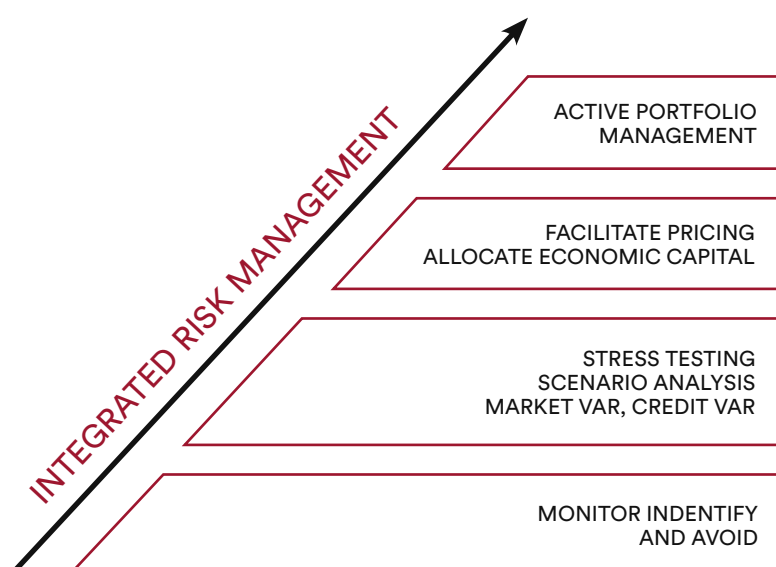 INTEGRATED RISK MANAGEMENT
ACTIVE PORTFOLIO
MANAGEMENT
FACILITATE PRICING
ALLOCATE ECONOMIC CAPITAL
STRESS TESTING
SCENARIO ANALYSIS
MARKET VAR, CREDIT VAR
MONITOR INDENTIFY
AND AVOID